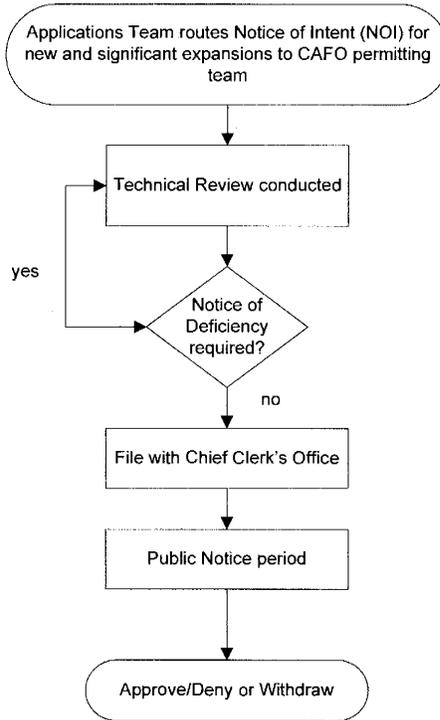 Applications Team routes Notice of Intent (NOI) for
new and significant expansions to CAFO permitting
team
Technical Review conducted
yes
Notice of
Deficiency
required?
no
File with Chief Clerk's Office
Public Notice period
Approve/Deny or Withdraw